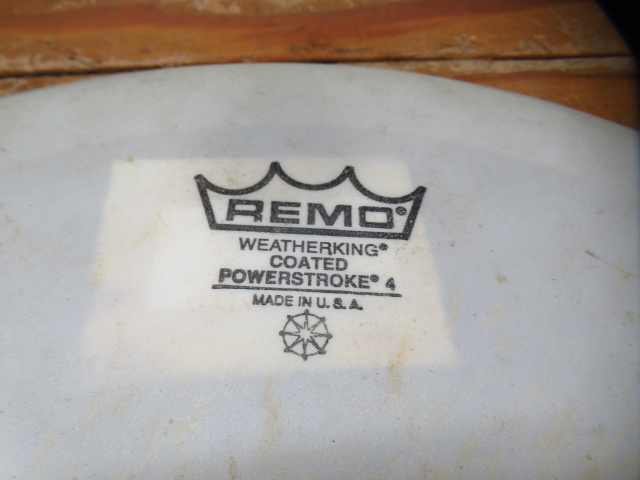 REMO®
WEATHERKING®
COATED
POWERSTROKE® 4
MADE IN U.S.A.